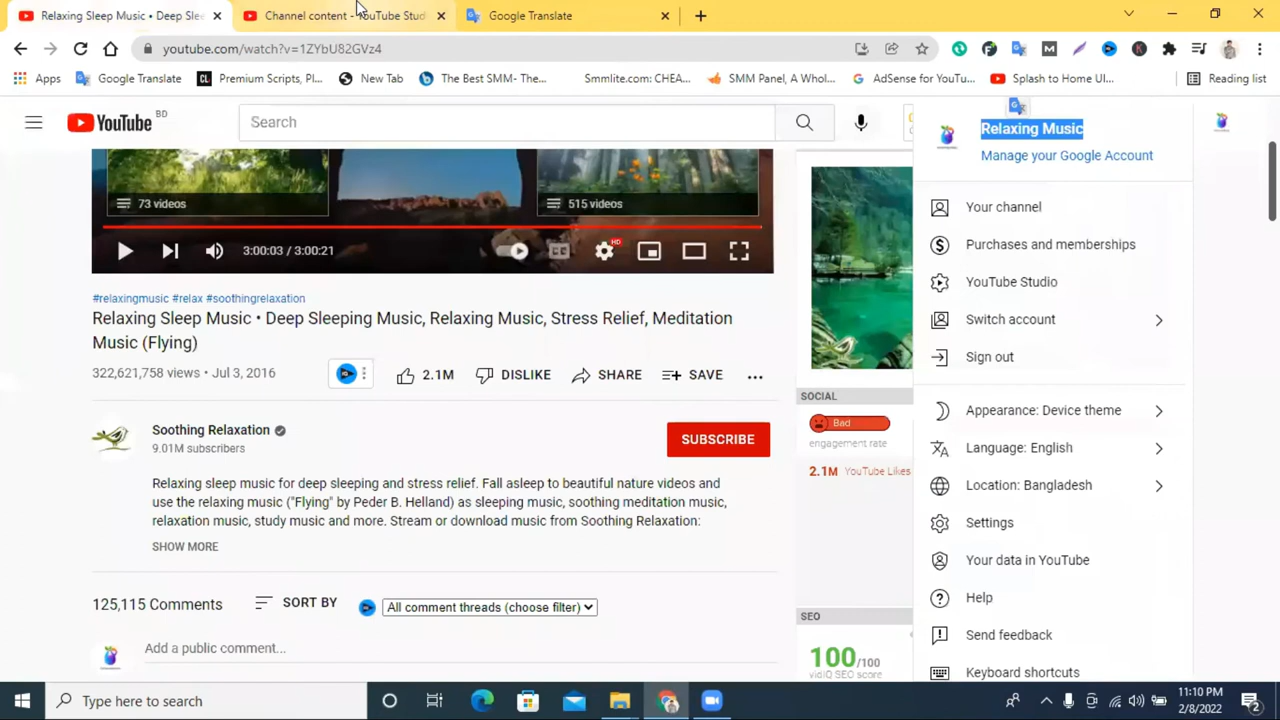 Relaxing Sleep Music • Deep Slee
Channel content - YouTube Stud
Google Translate
youtube.com/watch?v=1ZYbU82GVz4
Apps
Google Translate
Premium Scripts, Pl...
New Tab
The Best SMM- The...
Smmlite.com: CHEA...
SMM Panel, A Whol...
AdSense for YouTu...
Splash to Home UI...
Reading list
YouTube BD
Search
Relaxing Music
Manage your Google Account
73 videos
515 videos
Your channel
Purchases and memberships
3:00:03 / 3:00:21
HD
YouTube Studio
#relaxingmusic #relax #soothingrelaxation
Relaxing Sleep Music • Deep Sleeping Music, Relaxing Music, Stress Relief, Meditation
Music (Flying)
Switch account
Sign out
322,621,758 views • Jul 3, 2016
2.1M
DISLIKE
SHARE
SAVE
SOCIAL
Appearance: Device theme
Bad
engagement rate
Soothing Relaxation
9.01M subscribers
SUBSCRIBE
Language: English
2.1M YouTube Likes
Location: Bangladesh
Relaxing sleep music for deep sleeping and stress relief. Fall asleep to beautiful nature videos and
use the relaxing music ("Flying" by Peder B. Helland) as sleeping music, soothing meditation music,
relaxation music, study music and more. Stream or download music from Soothing Relaxation:
SHOW MORE
Settings
Your data in YouTube
125,115 Comments
SORT BY
All comment threads (choose filter)
Help
SEO
Send feedback
Add a public comment...
100/100
vidIQ SEO score
Keyboard shortcuts
Type here to search
11:10 PM
2/8/2022
2